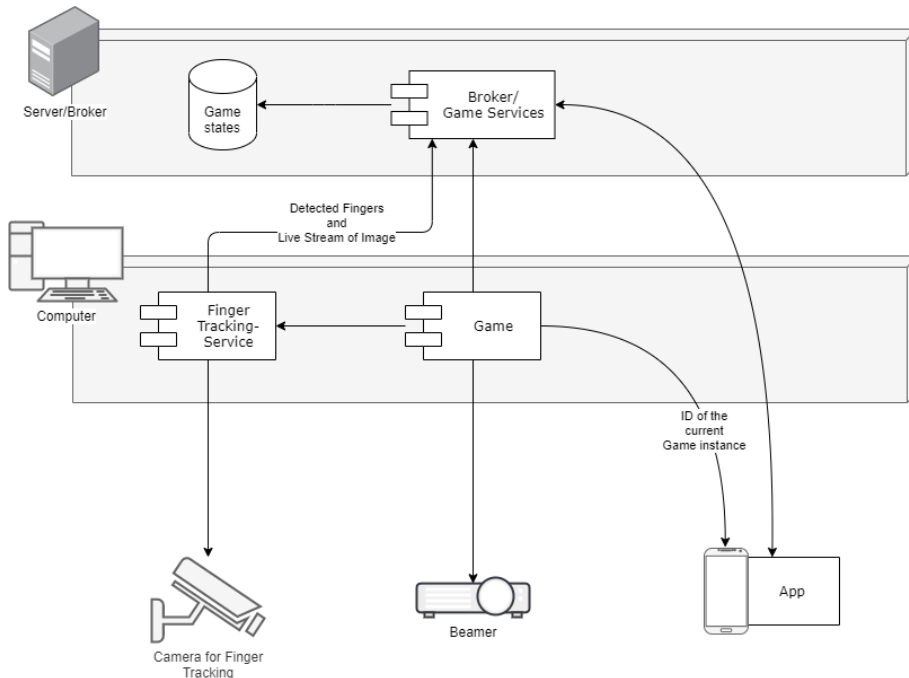 Server/Broker
Game
states
Broker/
Game Services
Detected Fingers
and
Live Stream of Image
Computer
Finger
Tracking-
Service
Game
ID of the
current
Game instance
App
Beamer
Camera for Finger
Tracking